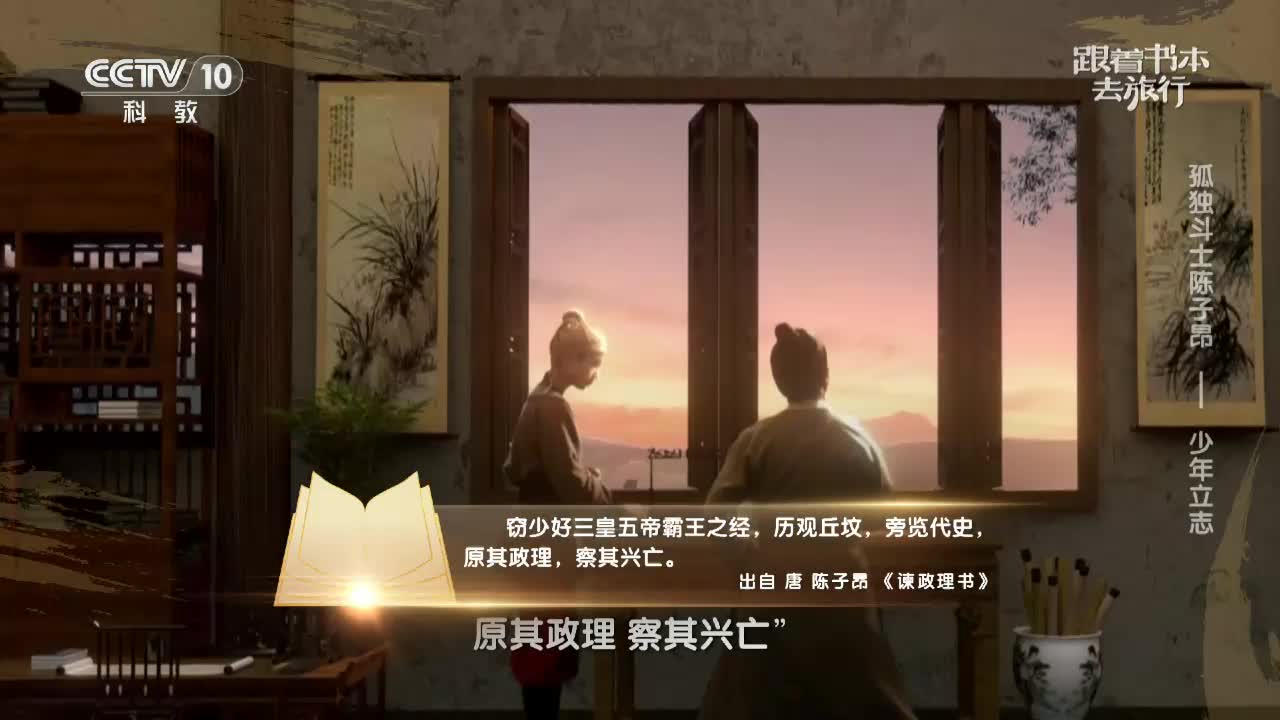 CCTV 10
科 教
跟着书本
去旅行
孤独斗士陈子昂 — 少年立志
窃少好三皇五帝霸王之经，历观丘坟，旁览代史，
原其政理，察其兴亡。
出自 唐 陈子昂《谏政理书》
原其政理 察其兴亡”